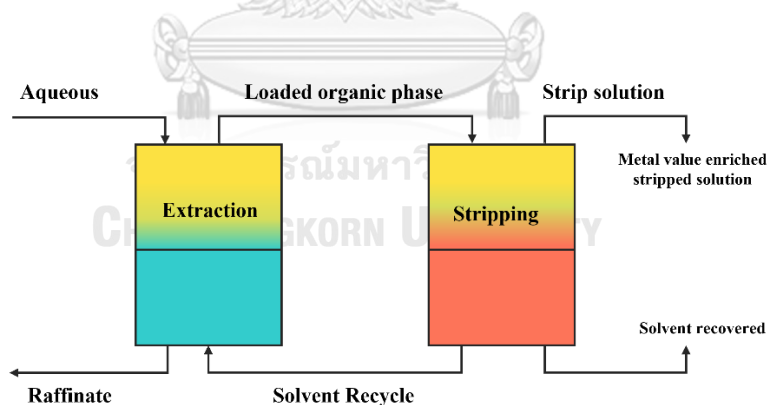 Aqueous
Loaded organic phase
Strip solution
Metal value enriched
stripped solution
Extraction
Stripping
Solvent recovered
Raffinate
Solvent Recycle